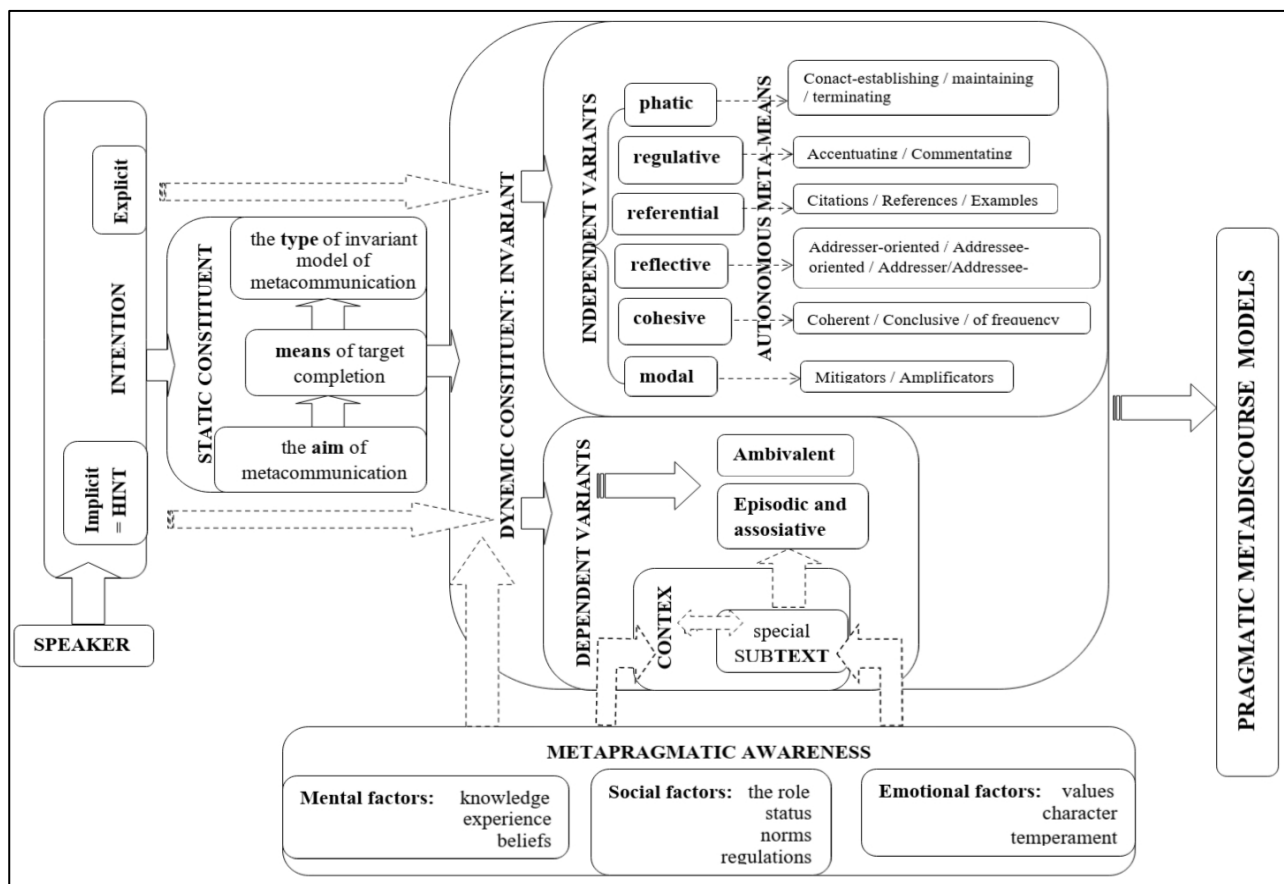 SPEAKER
INTENTION
Explicit
Implicit
= HINT
STATIC CONSTITUENT
the type of invariant
model of
metacommunication
means of target
completion
the aim of
metacommunication
DYNEMIC CONSTITUENT: INVARIANT
INDEPENDENT VARIANTS
phatic
regulative
referential
reflective
cohesive
modal
AUTONOMOUS META-MEANS
Conact-establishing / maintaining
/ terminating
Accentuating / Commentating
Citations / References / Examples
Addresser-oriented / Addressee-
oriented / Addresser/Addressee-
Coherent / Conclusive / of frequency
Mitigators / Amplificators
DEPENDENT VARIANTS
Ambivalent
Episodic and
assosiative
CONTEX
special
SUBTEXT
PRAGMATIC METADISCOURSE MODELS
METAPRAGMATIC AWARENESS
Mental factors: knowledge
experience
beliefs
Social factors: the role
status
norms
regulations
Emotional factors: values
character
temperament